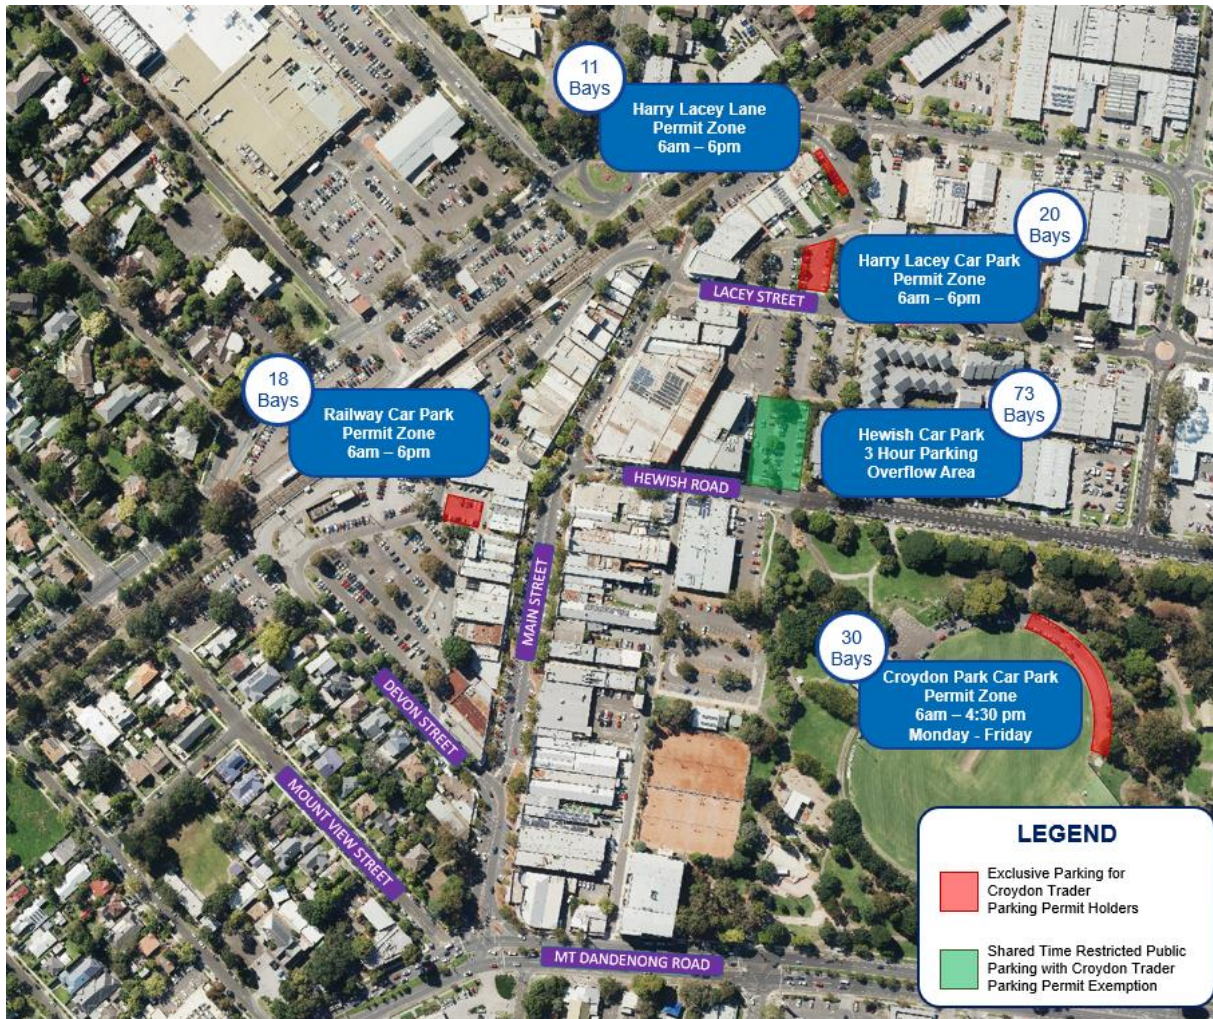 11
Bays
Harry Lacey Lane
Permit Zone
6am – 6pm
20
Bays
Harry Lacey Car Park
Permit Zone
6am – 6pm
LACEY STREET
18
Bays
Railway Car Park
Permit Zone
6am – 6pm
73
Bays
Hewish Car Park
3 Hour Parking
Overflow Area
HEWISH ROAD
MAIN STREET
30
Bays
Croydon Park Car Park
Permit Zone
6am – 4:30 pm
Monday - Friday
DEVON STREET
MOUNT VIEW STREET
MT DANDENONG ROAD
LEGEND
Exclusive Parking for
Croydon Trader
Parking Permit Holders
Shared Time Restricted Public
Parking with Croydon Trader
Parking Permit Exemption